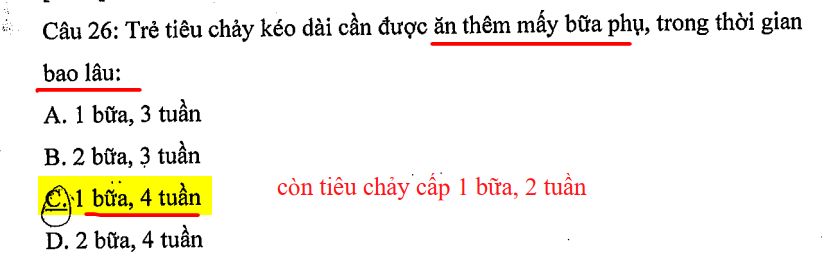 Câu 26: Trẻ tiêu chảy kéo dài cần được ăn thêm mấy bữa phụ, trong thời gian
bao lâu:
A. 1 bữa, 3 tuần
B. 2 bữa, 3 tuần
C. 1 bữa, 4 tuần
còn tiêu chảy cấp 1 bữa, 2 tuần
D. 2 bữa, 4 tuần